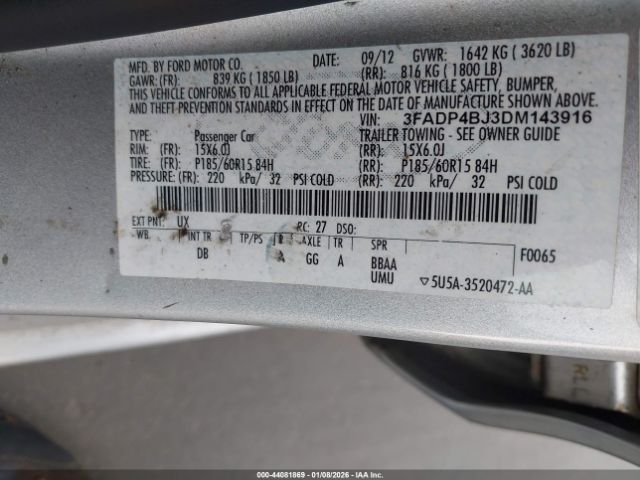 MFD. BY FORD MOTOR CO. DATE: 09/12 GVWR: 1642 KG ( 3620 LB)
GAWR: (FR): 839 KG ( 1850 LB) (RR): 816 KG ( 1800 LB)
THIS VEHICLE CONFORMS TO ALL APPLICABLE FEDERAL MOTOR VEHICLE SAFETY, BUMPER,
AND THEFT PREVENTION STANDARDS IN EFFECT ON THE DATE OF MANUFACTURE SHOWN ABOVE.
VIN: 3FADP4BJ3DM143916
TYPE: Passenger Car TRAILER TOWING - SEE OWNER GUIDE
RIM: (FR): 15X6.0J (RR): 15X6.0J
TIRE: (FR): P185/60R15 84H (RR): P185/60R15 84H
PRESSURE: (FR): 220 kPa/ 32 PSI COLD (RR): 220 kPa/ 32 PSI COLD
EXT PNT: UX RC: 27 DSO:
WB INT TR TP/PS R AXLE TR SPR F0065
DB A GG A BBAA
UMU ▽5U5A-3520472-AA
000-44081869 - 01/08/2026 - IAAI